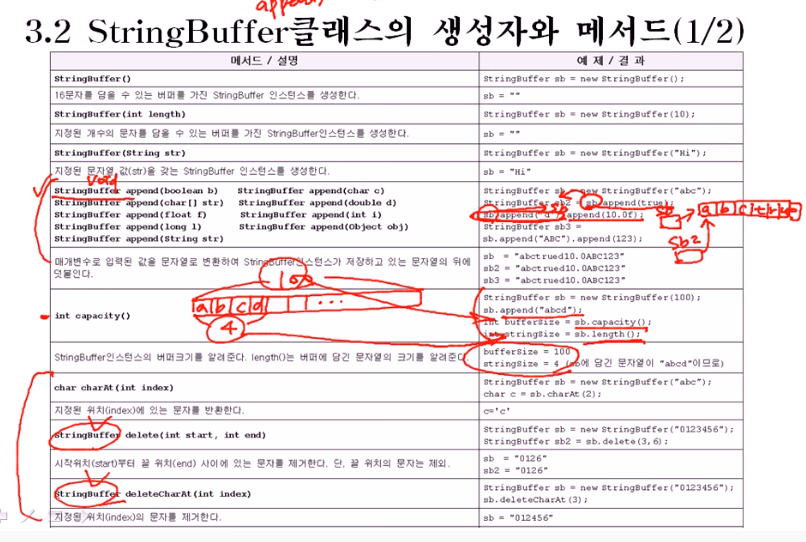 append
3.2 StringBuffer클래스의 생성자와 메서드(1/2)
메서드 / 설명
예 제 / 결 과
StringBuffer()
StringBuffer sb = new StringBuffer();
16문자를 담을 수 있는 버퍼를 가진 StringBuffer 인스턴스를 생성한다.
sb = ""
StringBuffer(int length)
StringBuffer sb = new StringBuffer(10);
지정된 개수의 문자를 담을 수 있는 버퍼를 가진 StringBuffer인스턴스를 생성한다.
sb = ""
StringBuffer(String str)
StringBuffer sb = new StringBuffer("Hi");
지정된 문자열 값(str)을 갖는 StringBuffer 인스턴스를 생성한다.
sb = "Hi"
void
StringBuffer append(boolean b) StringBuffer append(char c)
StringBuffer append(char[] str) StringBuffer append(double d)
StringBuffer append(float f) StringBuffer append(int i)
StringBuffer append(long l) StringBuffer append(Object obj)
StringBuffer append(String str)
StringBuffer sb = new StringBuffer("abc");
StringBuffer sb2 = sb.append(true);
sb.append("d").append(10.0f);
StringBuffer sb3 =
sb.append("ABC").append(123);
sb
sb
a b c t r u e
sb2
매개변수로 입력된 값을 문자열로 변환하여 StringBuffer인스턴스가 저장하고 있는 문자열의 뒤에
덧붙인다.
sb = "abctrued10.0ABC123"
sb2 = "abctrued10.0ABC123"
sb3 = "abctrued10.0ABC123"
100
a b c d ...
4
int capacity()
StringBuffer sb = new StringBuffer(100);
sb.append("abcd");
int bufferSize = sb.capacity();
int stringSize = sb.length();
StringBuffer인스턴스의 버퍼크기를 알려준다. length()는 버퍼에 담긴 문자열의 크기를 알려준다.
bufferSize = 100
stringSize = 4 (sb에 담긴 문자열이 "abcd"이므로)
char charAt(int index)
StringBuffer sb = new StringBuffer("abc");
char c = sb.charAt(2);
지정된 위치(index)에 있는 문자를 반환한다.
c='c'
StringBuffer delete(int start, int end)
StringBuffer sb = new StringBuffer("0123456");
StringBuffer sb2 = sb.delete(3,6);
시작위치(start)부터 끝 위치(end) 사이에 있는 문자를 제거한다. 단, 끝 위치의 문자는 제외.
sb = "0126"
sb2 = "0126"
StringBuffer deleteCharAt(int index)
StringBuffer sb = new StringBuffer("0123456");
sb.deleteCharAt(3);
지정된 위치(index)의 문자를 제거한다.
sb = "012456"